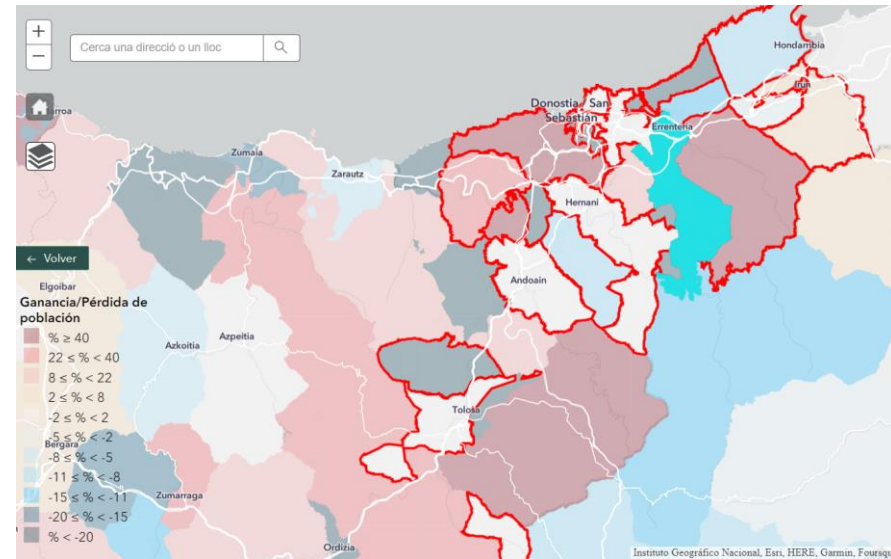 +
−
Cerca una direcció o un lloc
Hondarribia
Irun
Donostia / San
Sebastián
Errenteria
Zumaia
Zarautz
Hernani
← Volver
Elgoibar
Andoain
Ganancia/Pérdida de
población
% ≥ 40
22 ≤ % < 40
8 ≤ % < 22
2 ≤ % < 8
-2 ≤ % < 2
-5 ≤ % < -2
-8 ≤ % < -5
-11 ≤ % < -8
-15 ≤ % < -11
-20 ≤ % < -15
% < -20
Azkoitia
Azpeitia
Tolosa
Bergara
Zumarraga
Ordizia
Instituto Geográfico Nacional, Esri, HERE, Garmin,